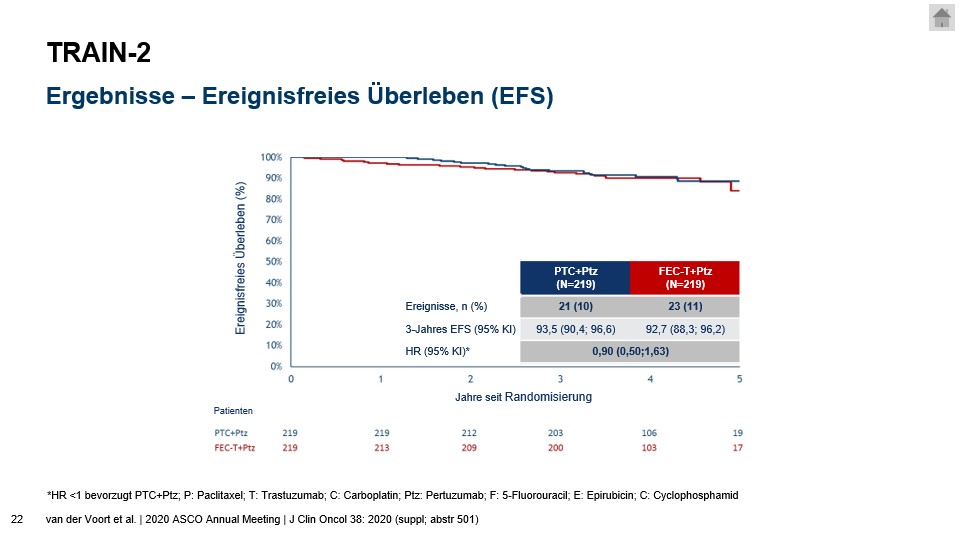 TRAIN-2
Ergebnisse – Ereignisfreies Überleben (EFS)
Ereignisfreies Überleben (%)
100%
90%
80%
70%
60%
50%
40%
30%
20%
10%
0%
PTC+Ptz FEC-T+Ptz
(N=219) (N=219)
Ereignisse, n (%) 21 (10) 23 (11)
3-Jahres EFS (95% KI) 93,5 (90,4; 96,6) 92,7 (88,3; 96,2)
HR (95% KI)* 0,90 (0,50;1,63)
0 1 2 3 4 5
Jahre seit Randomisierung
Patienten
PTC+Ptz 219 219 212 203 106 19
FEC-T+Ptz 219 213 209 200 103 17
*HR <1 bevorzugt PTC+Ptz; P: Paclitaxel; T: Trastuzumab; C: Carboplatin; Ptz: Pertuzumab; F: 5-Fluorouracil; E: Epirubicin; C: Cyclophosphamid
22 van der Voort et al. | 2020 ASCO Annual Meeting | J Clin Oncol 38: 2020 (suppl; abstr 501)